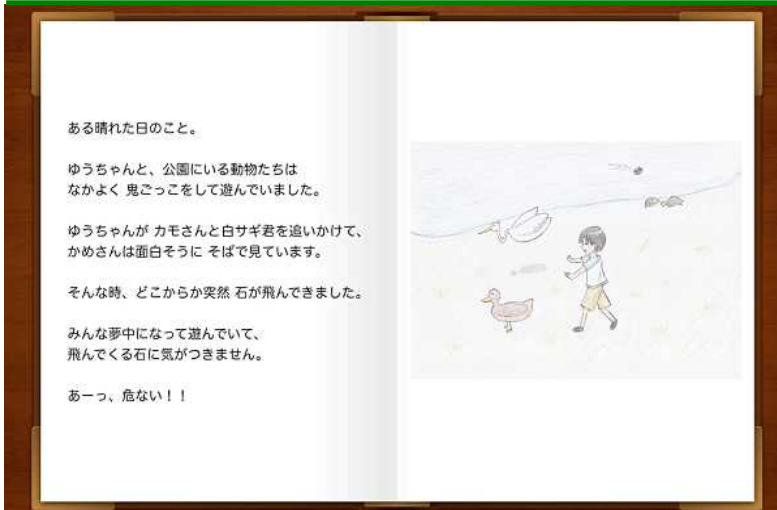 ある晴れた日のこと。
ゆうちゃんと、公園にいる動物たちは
なかよく 鬼ごっこをして遊んでいました。
ゆうちゃんが カモさんと白サギ君を追いかけて、
かめさんは面白そうに そばで見ています。
そんな時、どこからか突然 石が飛んできました。
みんな夢中になって遊んでいて、
飛んでくる石に気がつきません。
あーっ、危ない！！